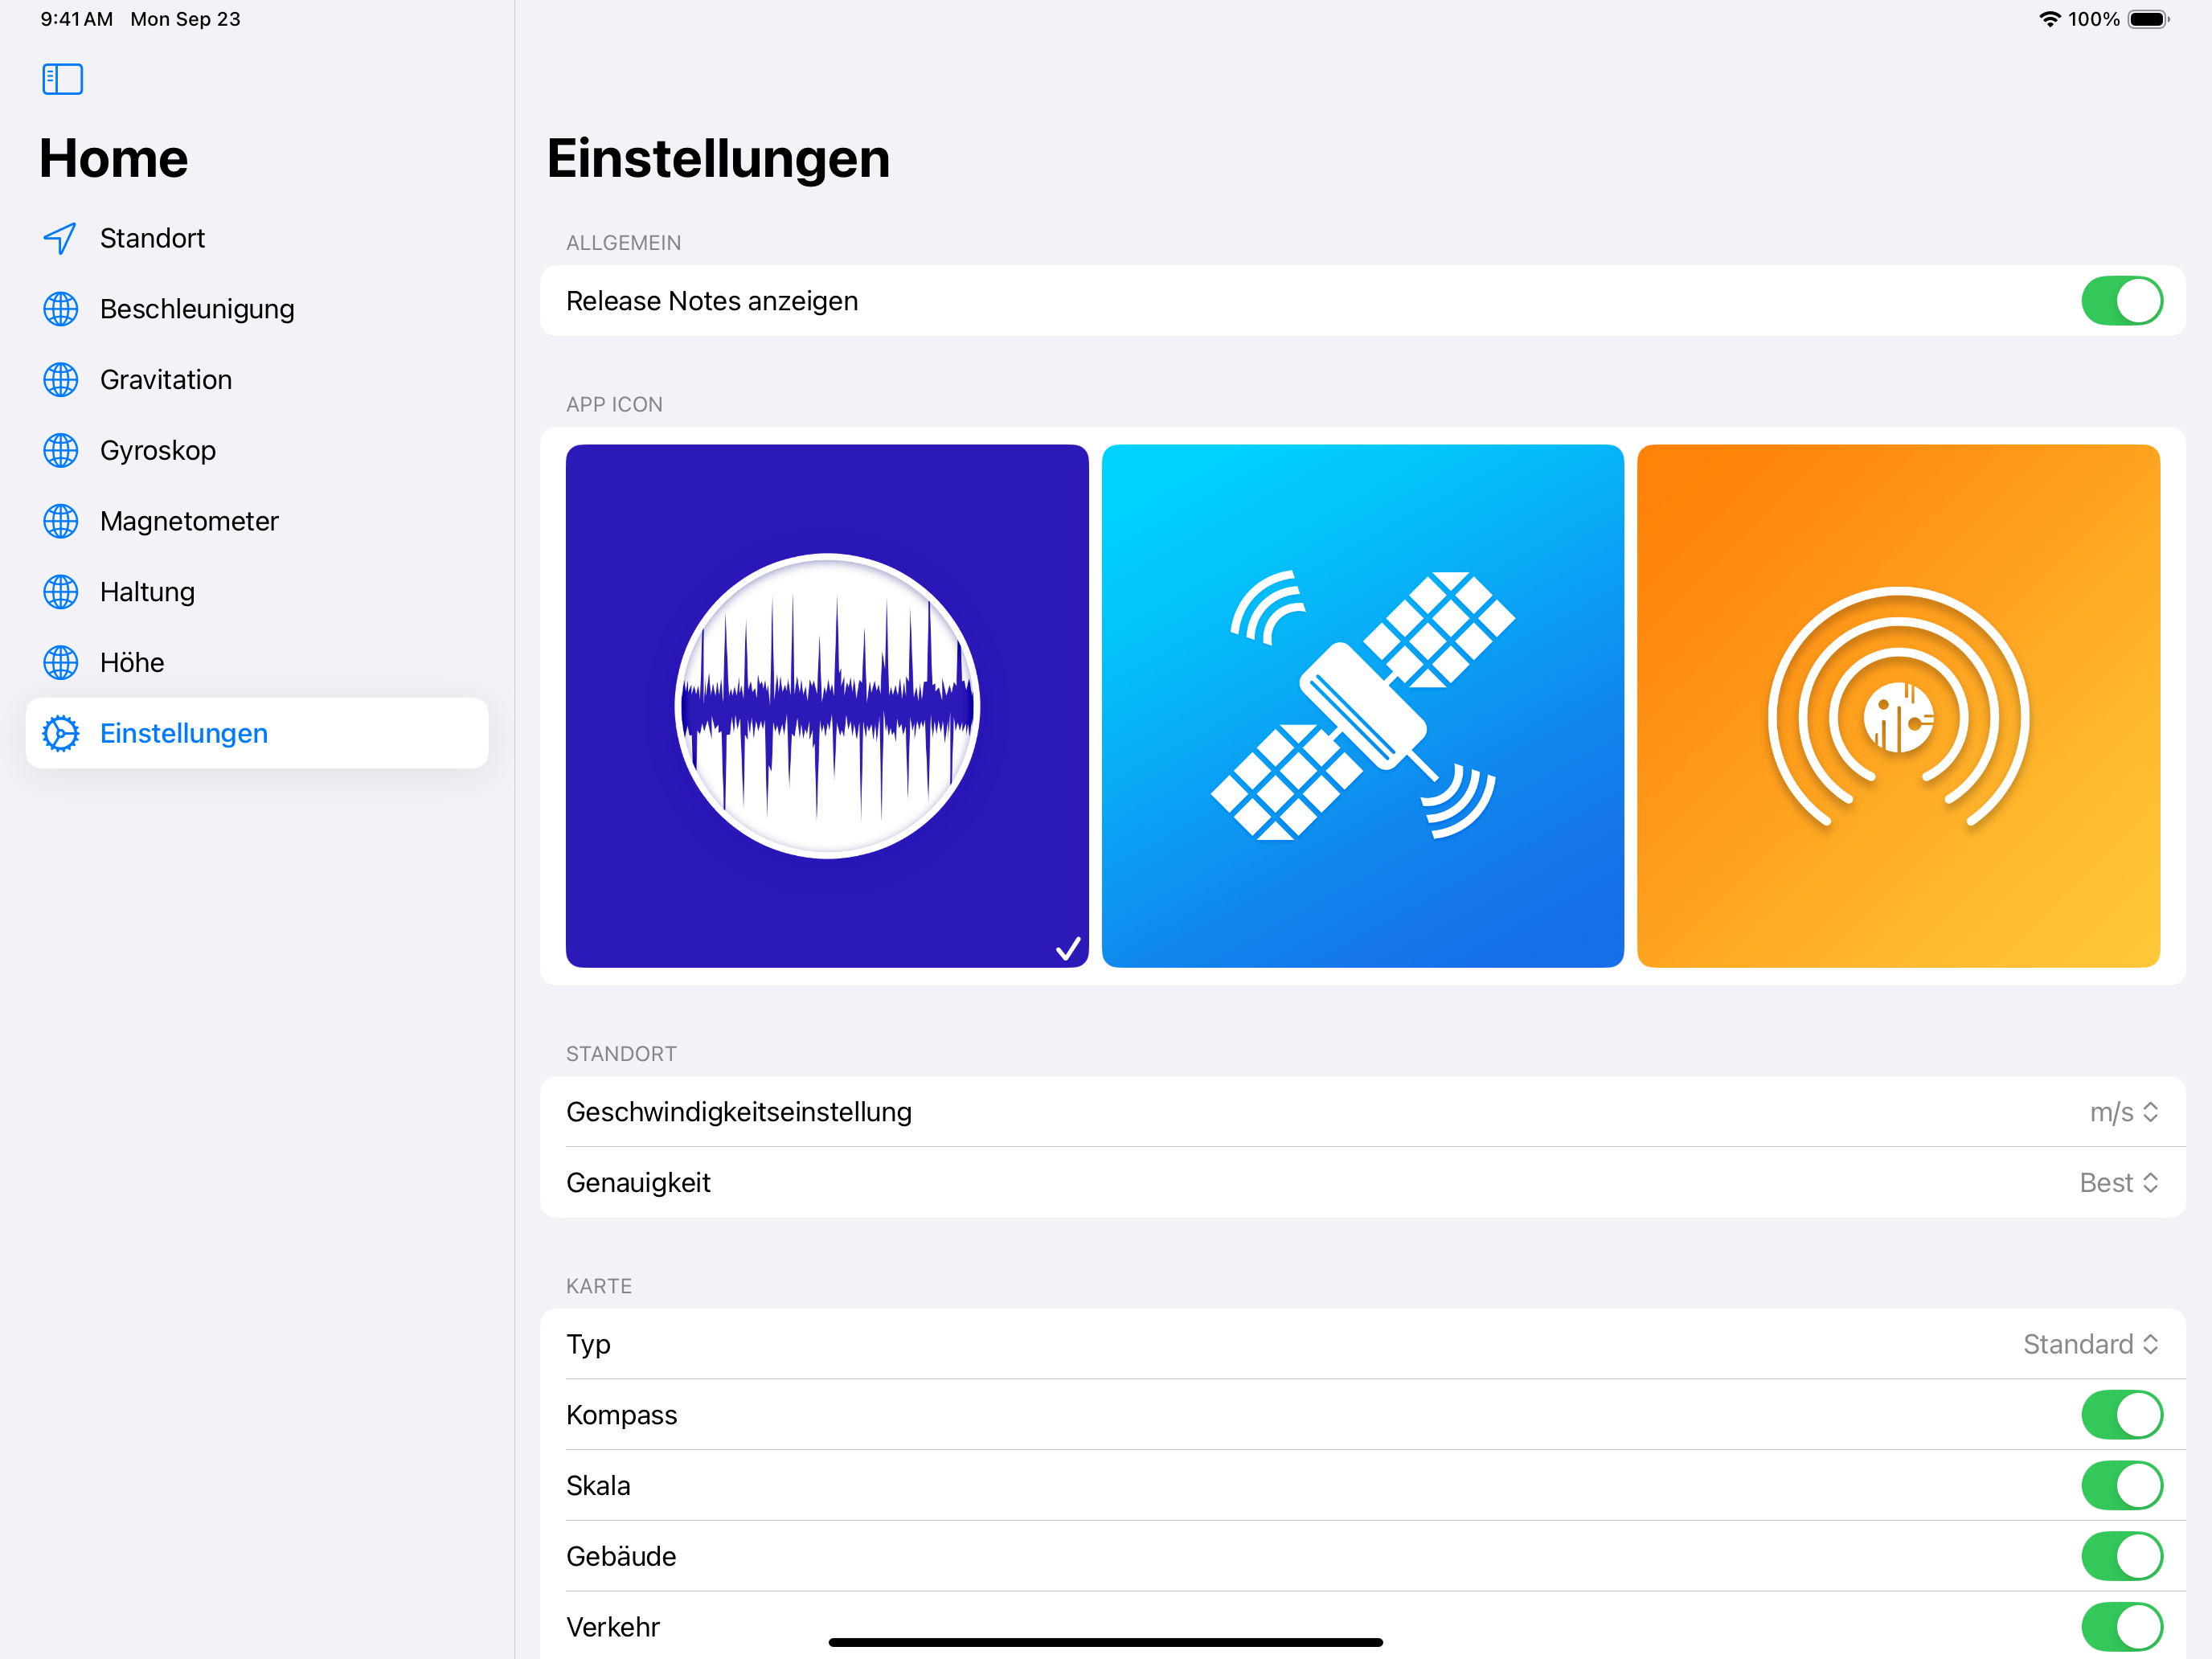 9:41 AM Mon Sep 23
100%
Home
Standort
Beschleunigung
Gravitation
Gyroskop
Magnetometer
Haltung
Höhe
Einstellungen
Einstellungen
ALLGEMEIN
Release Notes anzeigen
APP ICON
STANDORT
Geschwindigkeitseinstellung m/s
Genauigkeit Best
KARTE
Typ Standard
Kompass
Skala
Gebäude
Verkehr